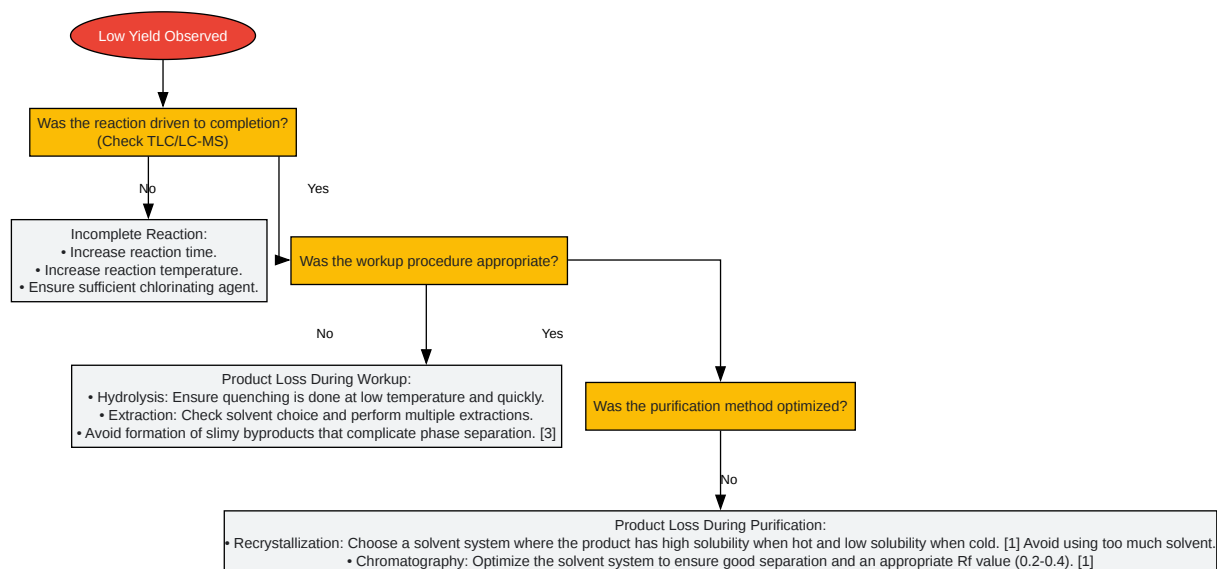 Low Yield Observed
Was the reaction driven to completion?
(Check TLC/LC-MS)
No
Yes
Incomplete Reaction:
• Increase reaction time.
• Increase reaction temperature.
• Ensure sufficient chlorinating agent.
Was the workup procedure appropriate?
No
Yes
Product Loss During Workup:
• Hydrolysis: Ensure quenching is done at low temperature and quickly.
• Extraction: Check solvent choice and perform multiple extractions.
• Avoid formation of slimy byproducts that complicate phase separation. [3]
Was the purification method optimized?
No
Product Loss During Purification:
• Recrystallization: Choose a solvent system where the product has high solubility when hot and low solubility when cold. [1] Avoid using too much solvent.
• Chromatography: Optimize the solvent system to ensure good separation and an appropriate Rf value (0.2-0.4). [1]